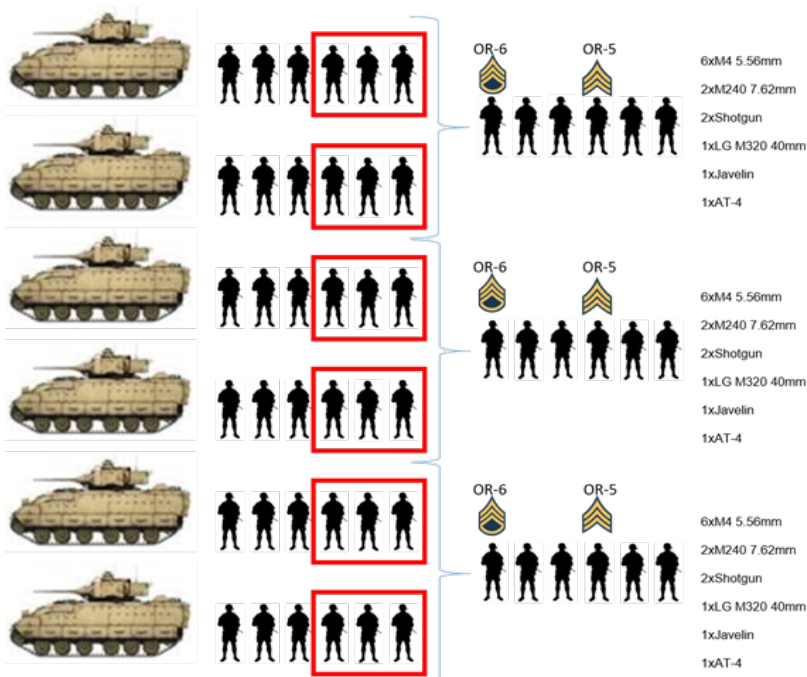 OR-6
OR-5
6xM4 5.56mm
2xM240 7.62mm
2xShotgun
1xLG M320 40mm
1xJavelin
1xAT-4
OR-6
OR-5
6xM4 5.56mm
2xM240 7.62mm
2xShotgun
1xLG M320 40mm
1xJavelin
1xAT-4
OR-6
OR-5
6xM4 5.56mm
2xM240 7.62mm
2xShotgun
1xLG M320 40mm
1xJavelin
1xAT-4